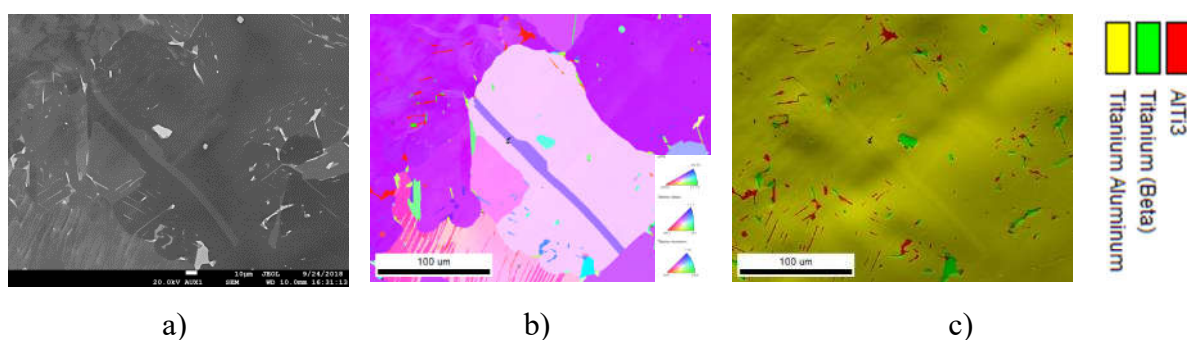 10μm JEOL 9/24/2018
20.0kV AUX1 SEM WD 10.0mm 16:31:13
100 um
100 um
AlTi3
Titanium (Beta)
Titanium Aluminum
a)
b)
c)